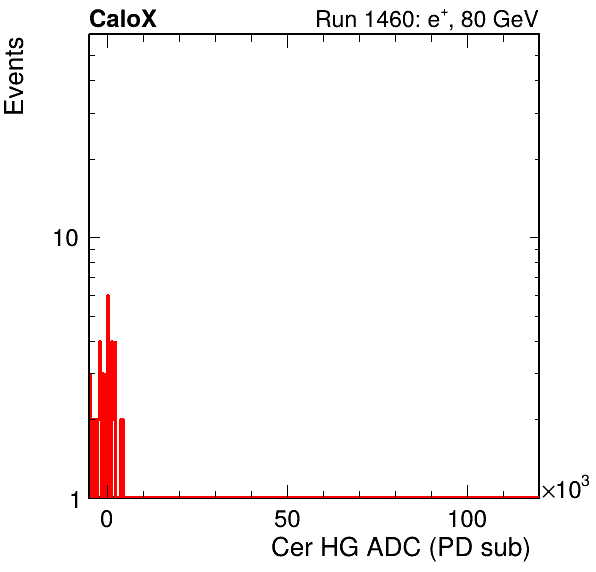 CaloX Run 1460: e⁺, 80 GeV
Events
10
1
0 50 100 ×10³
Cer HG ADC (PD sub)